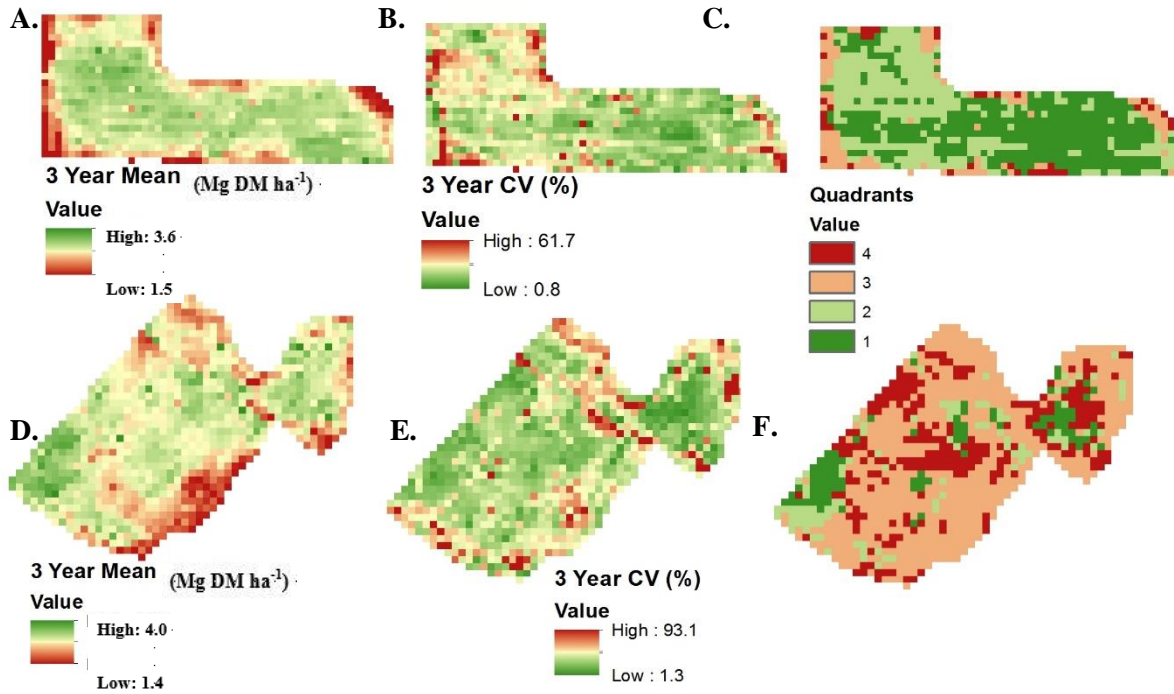 A.
B.
C.
3 Year Mean (Mg DM ha-1)
Value
High: 3.6
Low: 1.5
3 Year CV (%)
Value
High : 61.7
Low : 0.8
Quadrants
Value
4
3
2
1
D.
E.
F.
3 Year Mean (Mg DM ha-1)
Value
High: 4.0
Low: 1.4
3 Year CV (%)
Value
High : 93.1
Low : 1.3